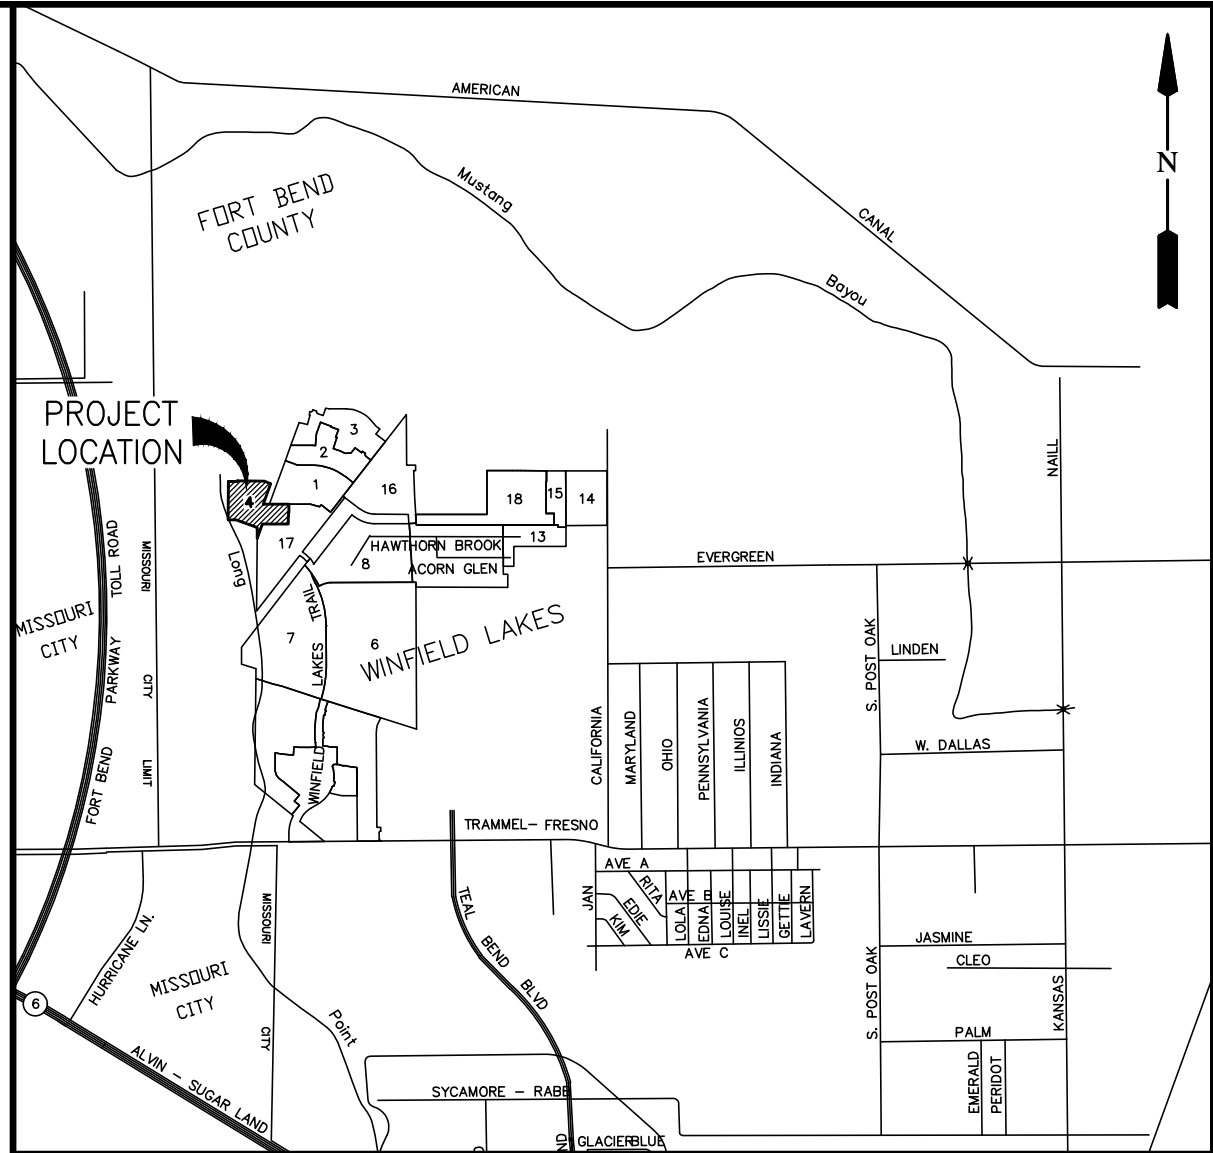 AMERICAN
CANAL
N
Mustang
Bayou
FORT BEND
COUNTY
PROJECT
LOCATION
3
2
1
16
4
18
15
14
17
13
HAWTHORN BROOK
8
ACORN GLEN
Long
TRAIL
7
6
LAKES
WINFIELD
WINFIELD LAKES
TOLL ROAD
PARKWAY
FORT BEND
MISSOURI
CITY
LIMIT
MISSOURI
CITY
NAILL
EVERGREEN
S. POST OAK
LINDEN
W. DALLAS
CALIFORNIA
MARYLAND
OHIO
PENNSYLVANIA
ILLINIOS
INDIANA
TRAMMEL- FRESNO
AVE A
JAN
RITA
EDIE
KIM
AVE B
LOLA
EDNA
LOUISE
INEL
LISSIE
GETTIE
LAVERN
AVE C
TEAL
BEND
BLVD
HURRICANE LN.
MISSOURI
CITY
MISSOURI
CITY
6
ALVIN - SUGAR LAND
Point
S. POST OAK
JASMINE
CLEO
KANSAS
PALM
EMERALD
PERIDOT
SYCAMORE - RABB
GLACIER
BLUE
ND